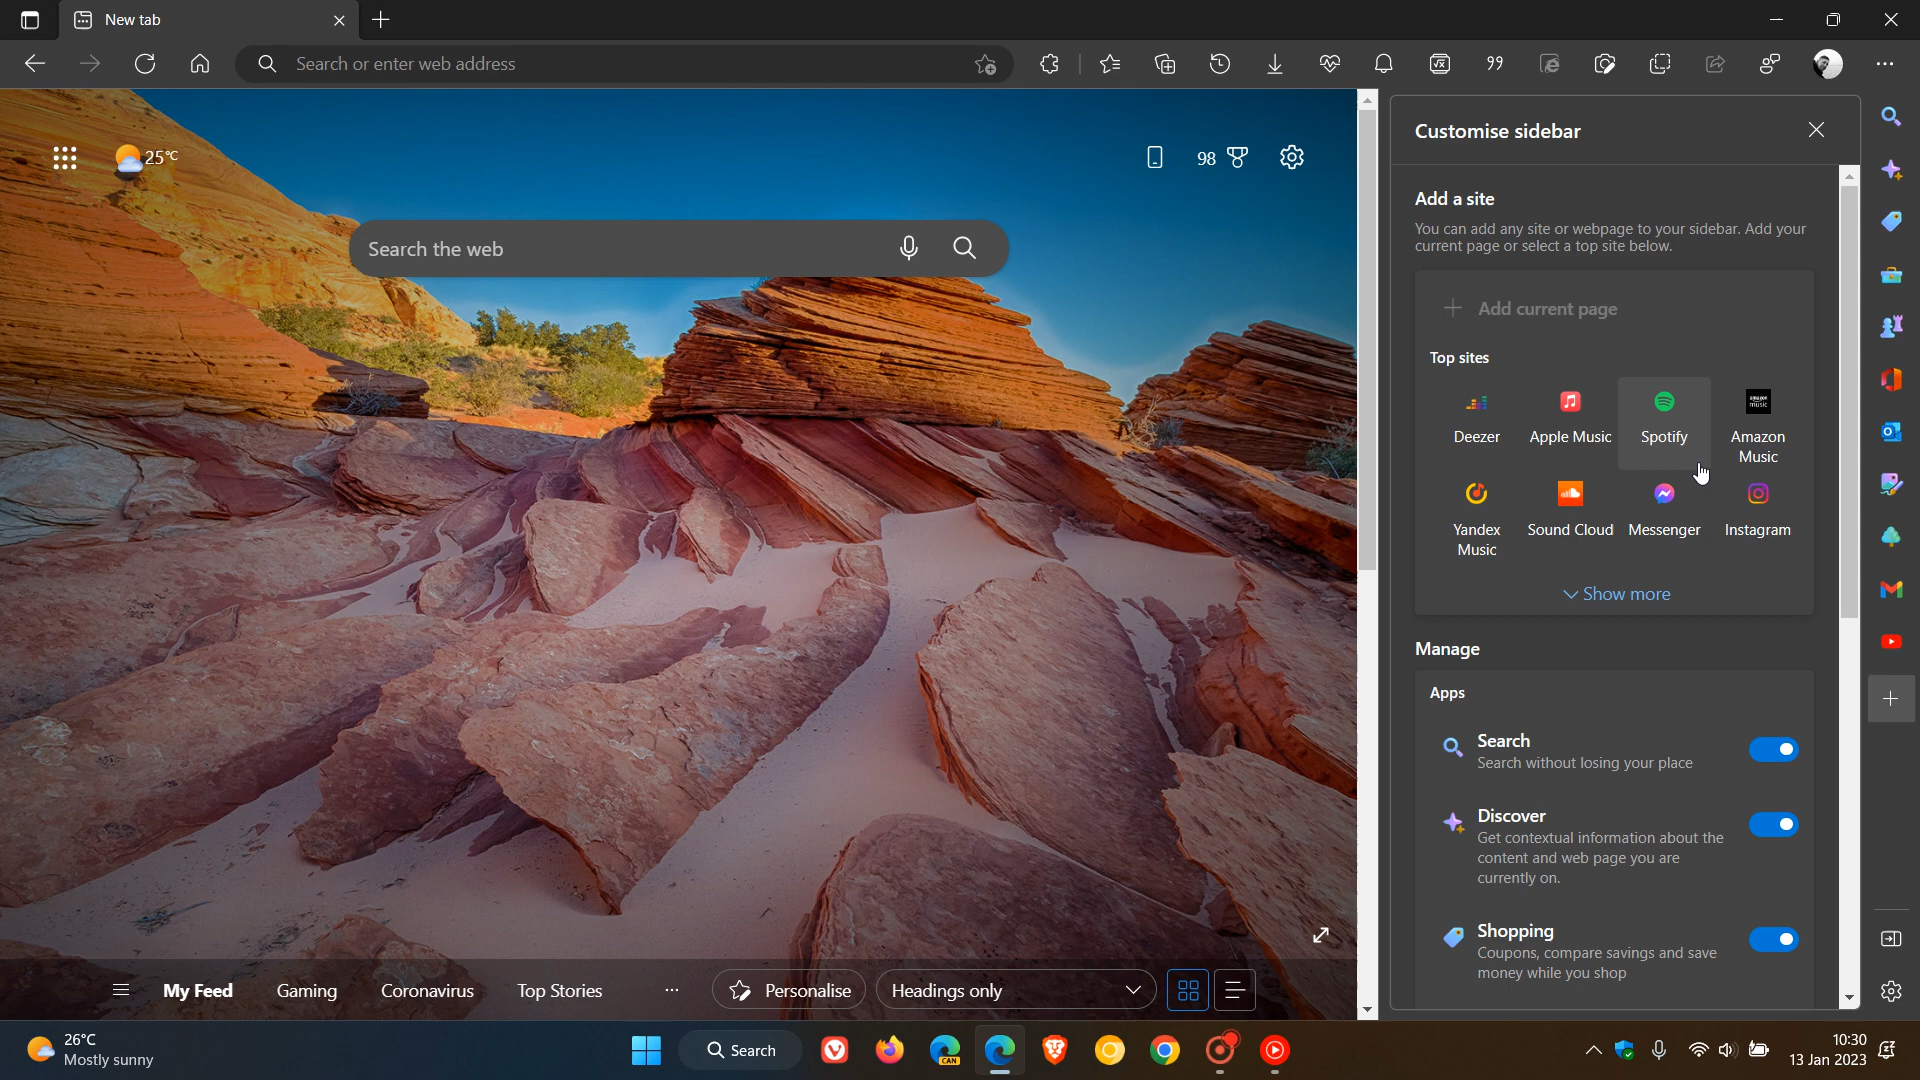 New tab
Search or enter web address
25°C
98
Search the web
Customise sidebar
Add a site
You can add any site or webpage to your sidebar. Add your
current page or select a top site below.
Add current page
Top sites
Deezer
Apple Music
Spotify
Amazon
Music
amazon
music
Yandex
Music
Sound Cloud
Messenger
Instagram
Show more
Manage
Apps
Search
Search without losing your place
Discover
Get contextual information about the
content and web page you are
currently on.
Shopping
Coupons, compare savings and save
money while you shop
My Feed
Gaming
Coronavirus
Top Stories
Personalise
Headings only
26°C
Mostly sunny
Search
CAN
10:30
13 Jan 2023